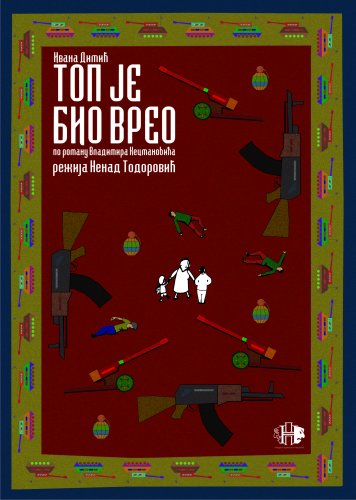 Ивана Димић
ТОП ЈЕ
БИО ВРЕО
по роману Владимира Кецмановића
режија Ненад Тодоровић